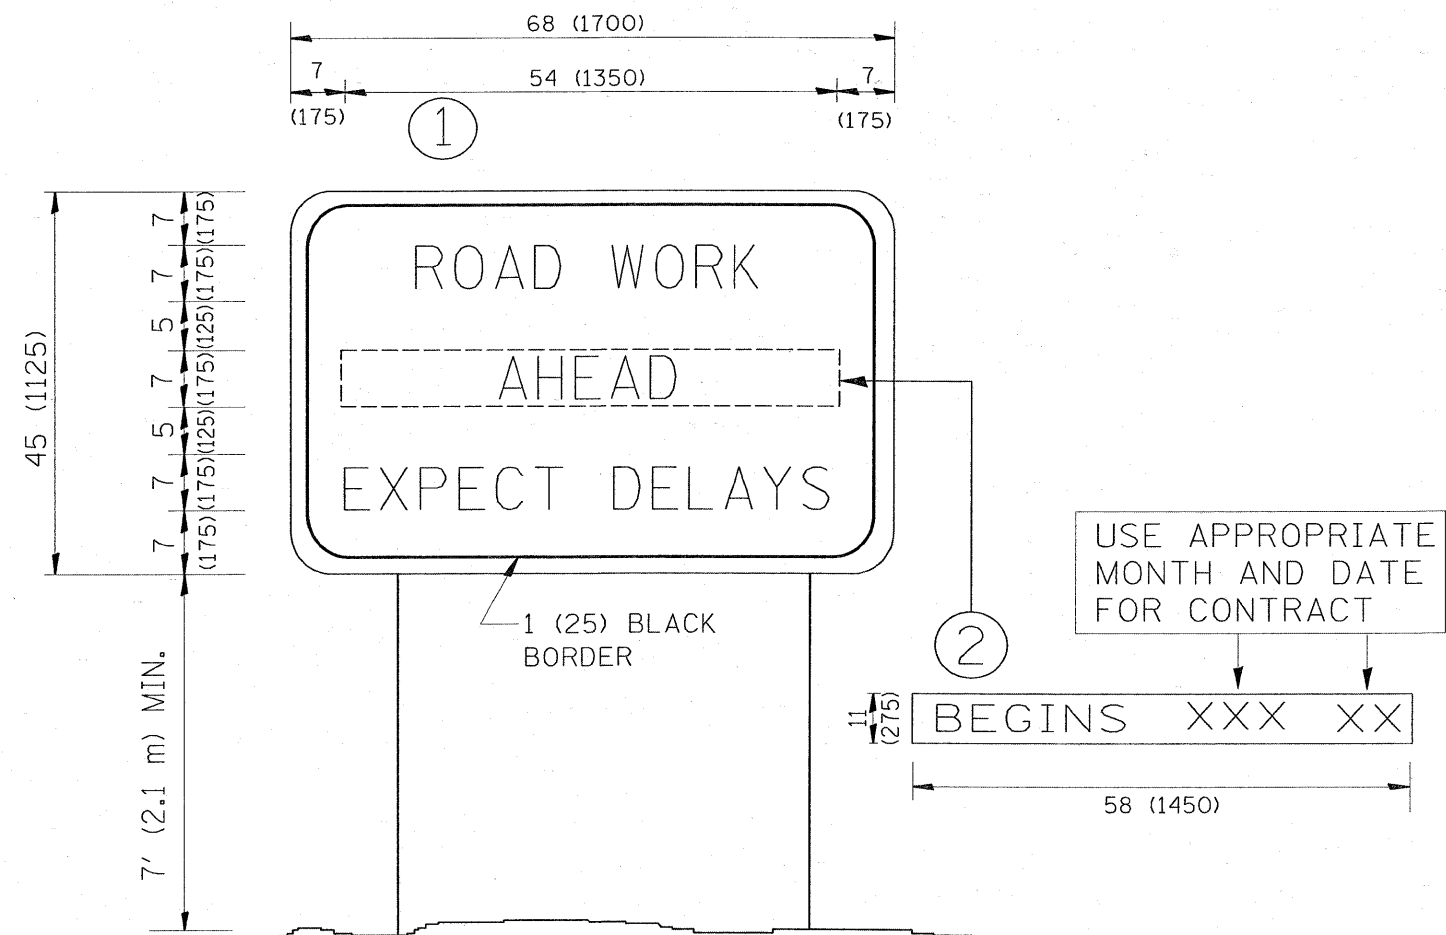 68 (1700)
7
54 (1350)
7
(175)
(175)
1
45 (1125)
7
(175)
7
(175)
5
(125)
7
(175)
5
(125)
7
(175)
7
(175)
ROAD WORK
AHEAD
EXPECT DELAYS
1 (25) BLACK
BORDER
7' (2.1 m) MIN.
2
USE APPROPRIATE
MONTH AND DATE
FOR CONTRACT
11
(275)
BEGINS XXX XX
58 (1450)